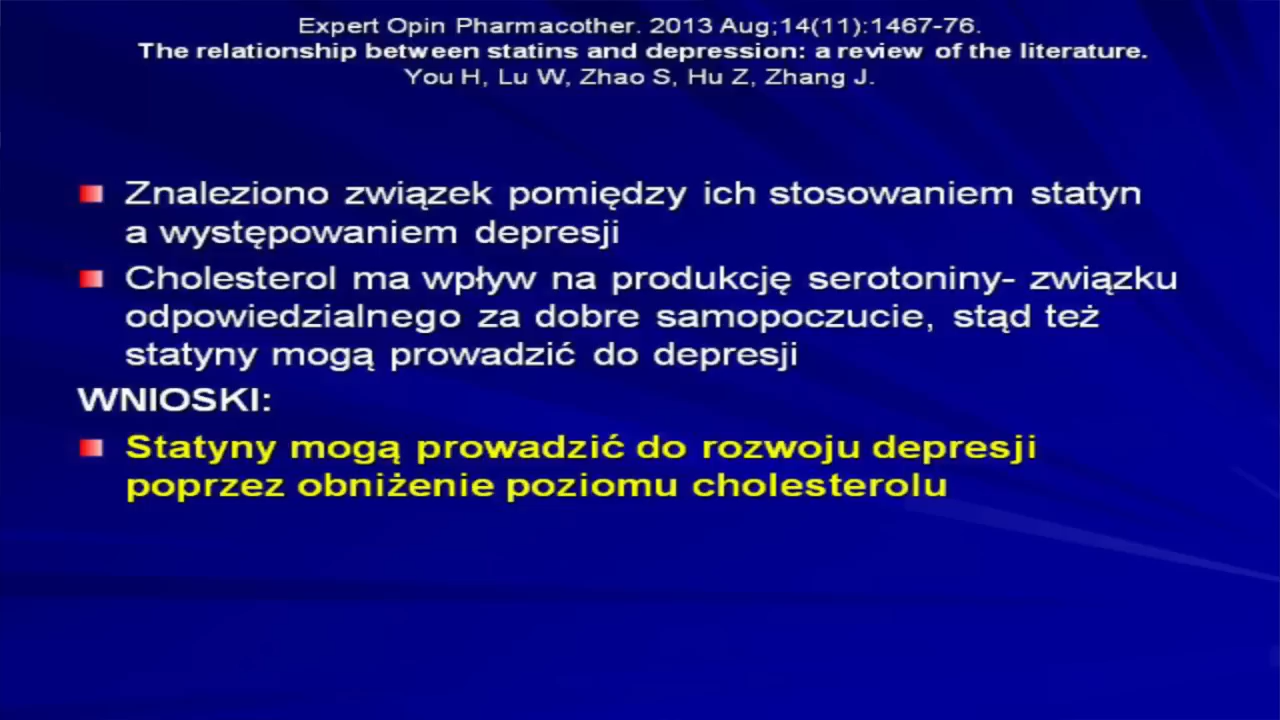 Expert Opin Pharmacother. 2013 Aug;14(11):1467-76.
The relationship between statins and depression: a review of the literature.
You H, Lu W, Zhao S, Hu Z, Zhang J.
Znaleziono związek pomiędzy ich stosowaniem statyn
a występowaniem depresji
Cholesterol ma wpływ na produkcję serotoniny- związku
odpowiedzialnego za dobre samopoczucie, stąd też
statyny mogą prowadzić do depresji
WNIOSKI:
Statyny mogą prowadzić do rozwoju depresji
poprzez obniżenie poziomu cholesterolu